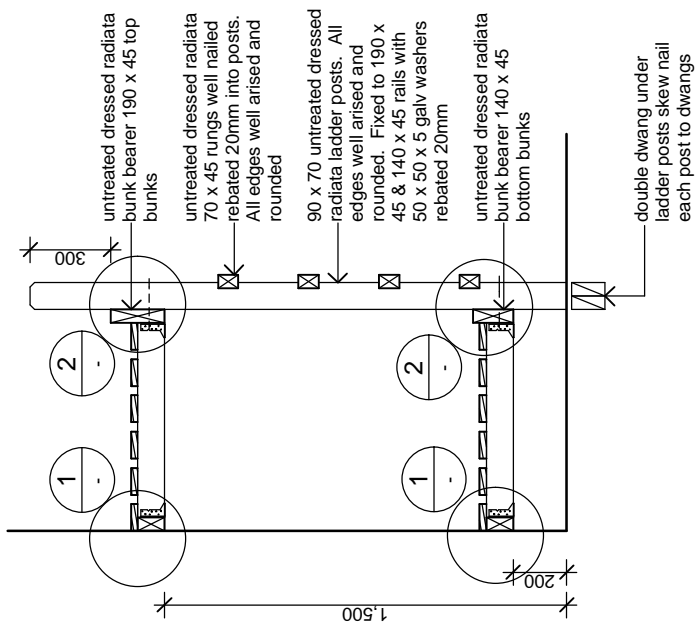 untreated dressed radiata
bunk bearer 190 x 45 top
bunks
untreated dressed radiata
70 x 45 rungs well nailed
rebated 20mm into posts.
All edges well arised and
rounded
90 x 70 untreated dressed
radiata ladder posts.  All
edges well arised and
rounded.  Fixed to 190 x
45 & 140 x 45 rails with
50 x 50 x 5 galv washers
rebated 20mm
untreated dressed radiata
bunk bearer 140 x 45
bottom bunks
double dwang under
ladder posts skew nail
each post to dwangs
300
2
-
1
-
2
-
1
-
1,500
200